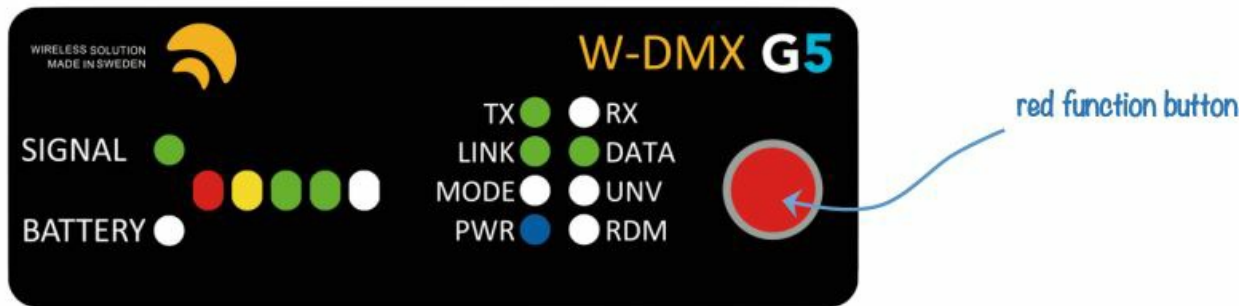 WIRELESS SOLUTION
MADE IN SWEDEN
W-DMX G5
red function button
TX RX
SIGNAL
LINK DATA
MODE UNV
BATTERY
PWR RDM